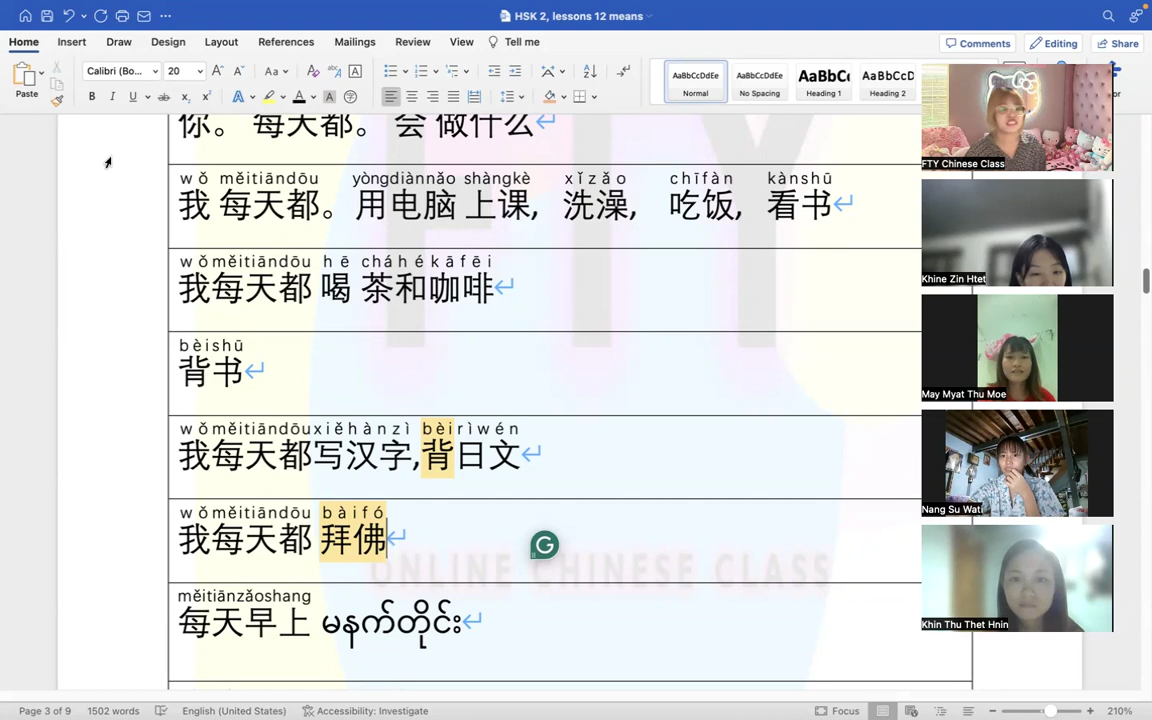 HSK 2, lessons 12 means
Home Insert Draw Design Layout References Mailings Review View Tell me Comments Editing Share
Paste Calibri (Bo... 20 Aa
B I U ab x₂ x² A A A
AaBbCcDdEe Normal
AaBbCcDdEe No Spacing
AaBbCc Heading 1
AaBbCcD Heading 2
你。 每天都。 会 做什么
wǒ měitiāndōu yòngdiànnǎo shàngkè xǐzǎo chīfàn kànshū
我 每天都。用电脑 上课, 洗澡, 吃饭, 看书
wǒměitiāndōu hē cháhékāfēi
我每天都 喝 茶和咖啡
bèishū
背书
wǒměitiāndōuxiěhànzì bèirìwén
我每天都写汉字,背日文
wǒměitiāndōu bàifó
我每天都 拜佛
měitiānzǎoshang
每天早上 မနက်တိုင်း
FTY
ONLINE CHINESE CLASS
FTY Chinese Class
Khine Zin Htet
May Myat Thu Moe
Nang Su Wati
Khin Thu Thet Hnin
Page 3 of 9 1502 words English (United States) Accessibility: Investigate Focus 210%